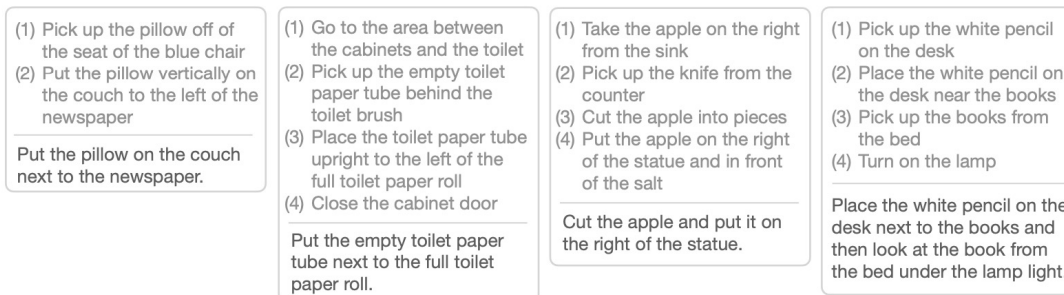 (1) Pick up the pillow off of
the seat of the blue chair
(2) Put the pillow vertically on
the couch to the left of the
newspaper
Put the pillow on the couch
next to the newspaper.
(1) Go to the area between
the cabinets and the toilet
(2) Pick up the empty toilet
paper tube behind the
toilet brush
(3) Place the toilet paper tube
upright to the left of the
full toilet paper roll
(4) Close the cabinet door
Put the empty toilet paper
tube next to the full toilet
paper roll.
(1) Take the apple on the right
from the sink
(2) Pick up the knife from the
counter
(3) Cut the apple into pieces
(4) Put the apple on the right
of the statue and in front
of the salt
Cut the apple and put it on
the right of the statue.
(1) Pick up the white pencil
on the desk
(2) Place the white pencil on
the desk near the books
(3) Pick up the books from
the bed
(4) Turn on the lamp
Place the white pencil on the
desk next to the books and
then look at the book from
the bed under the lamp light